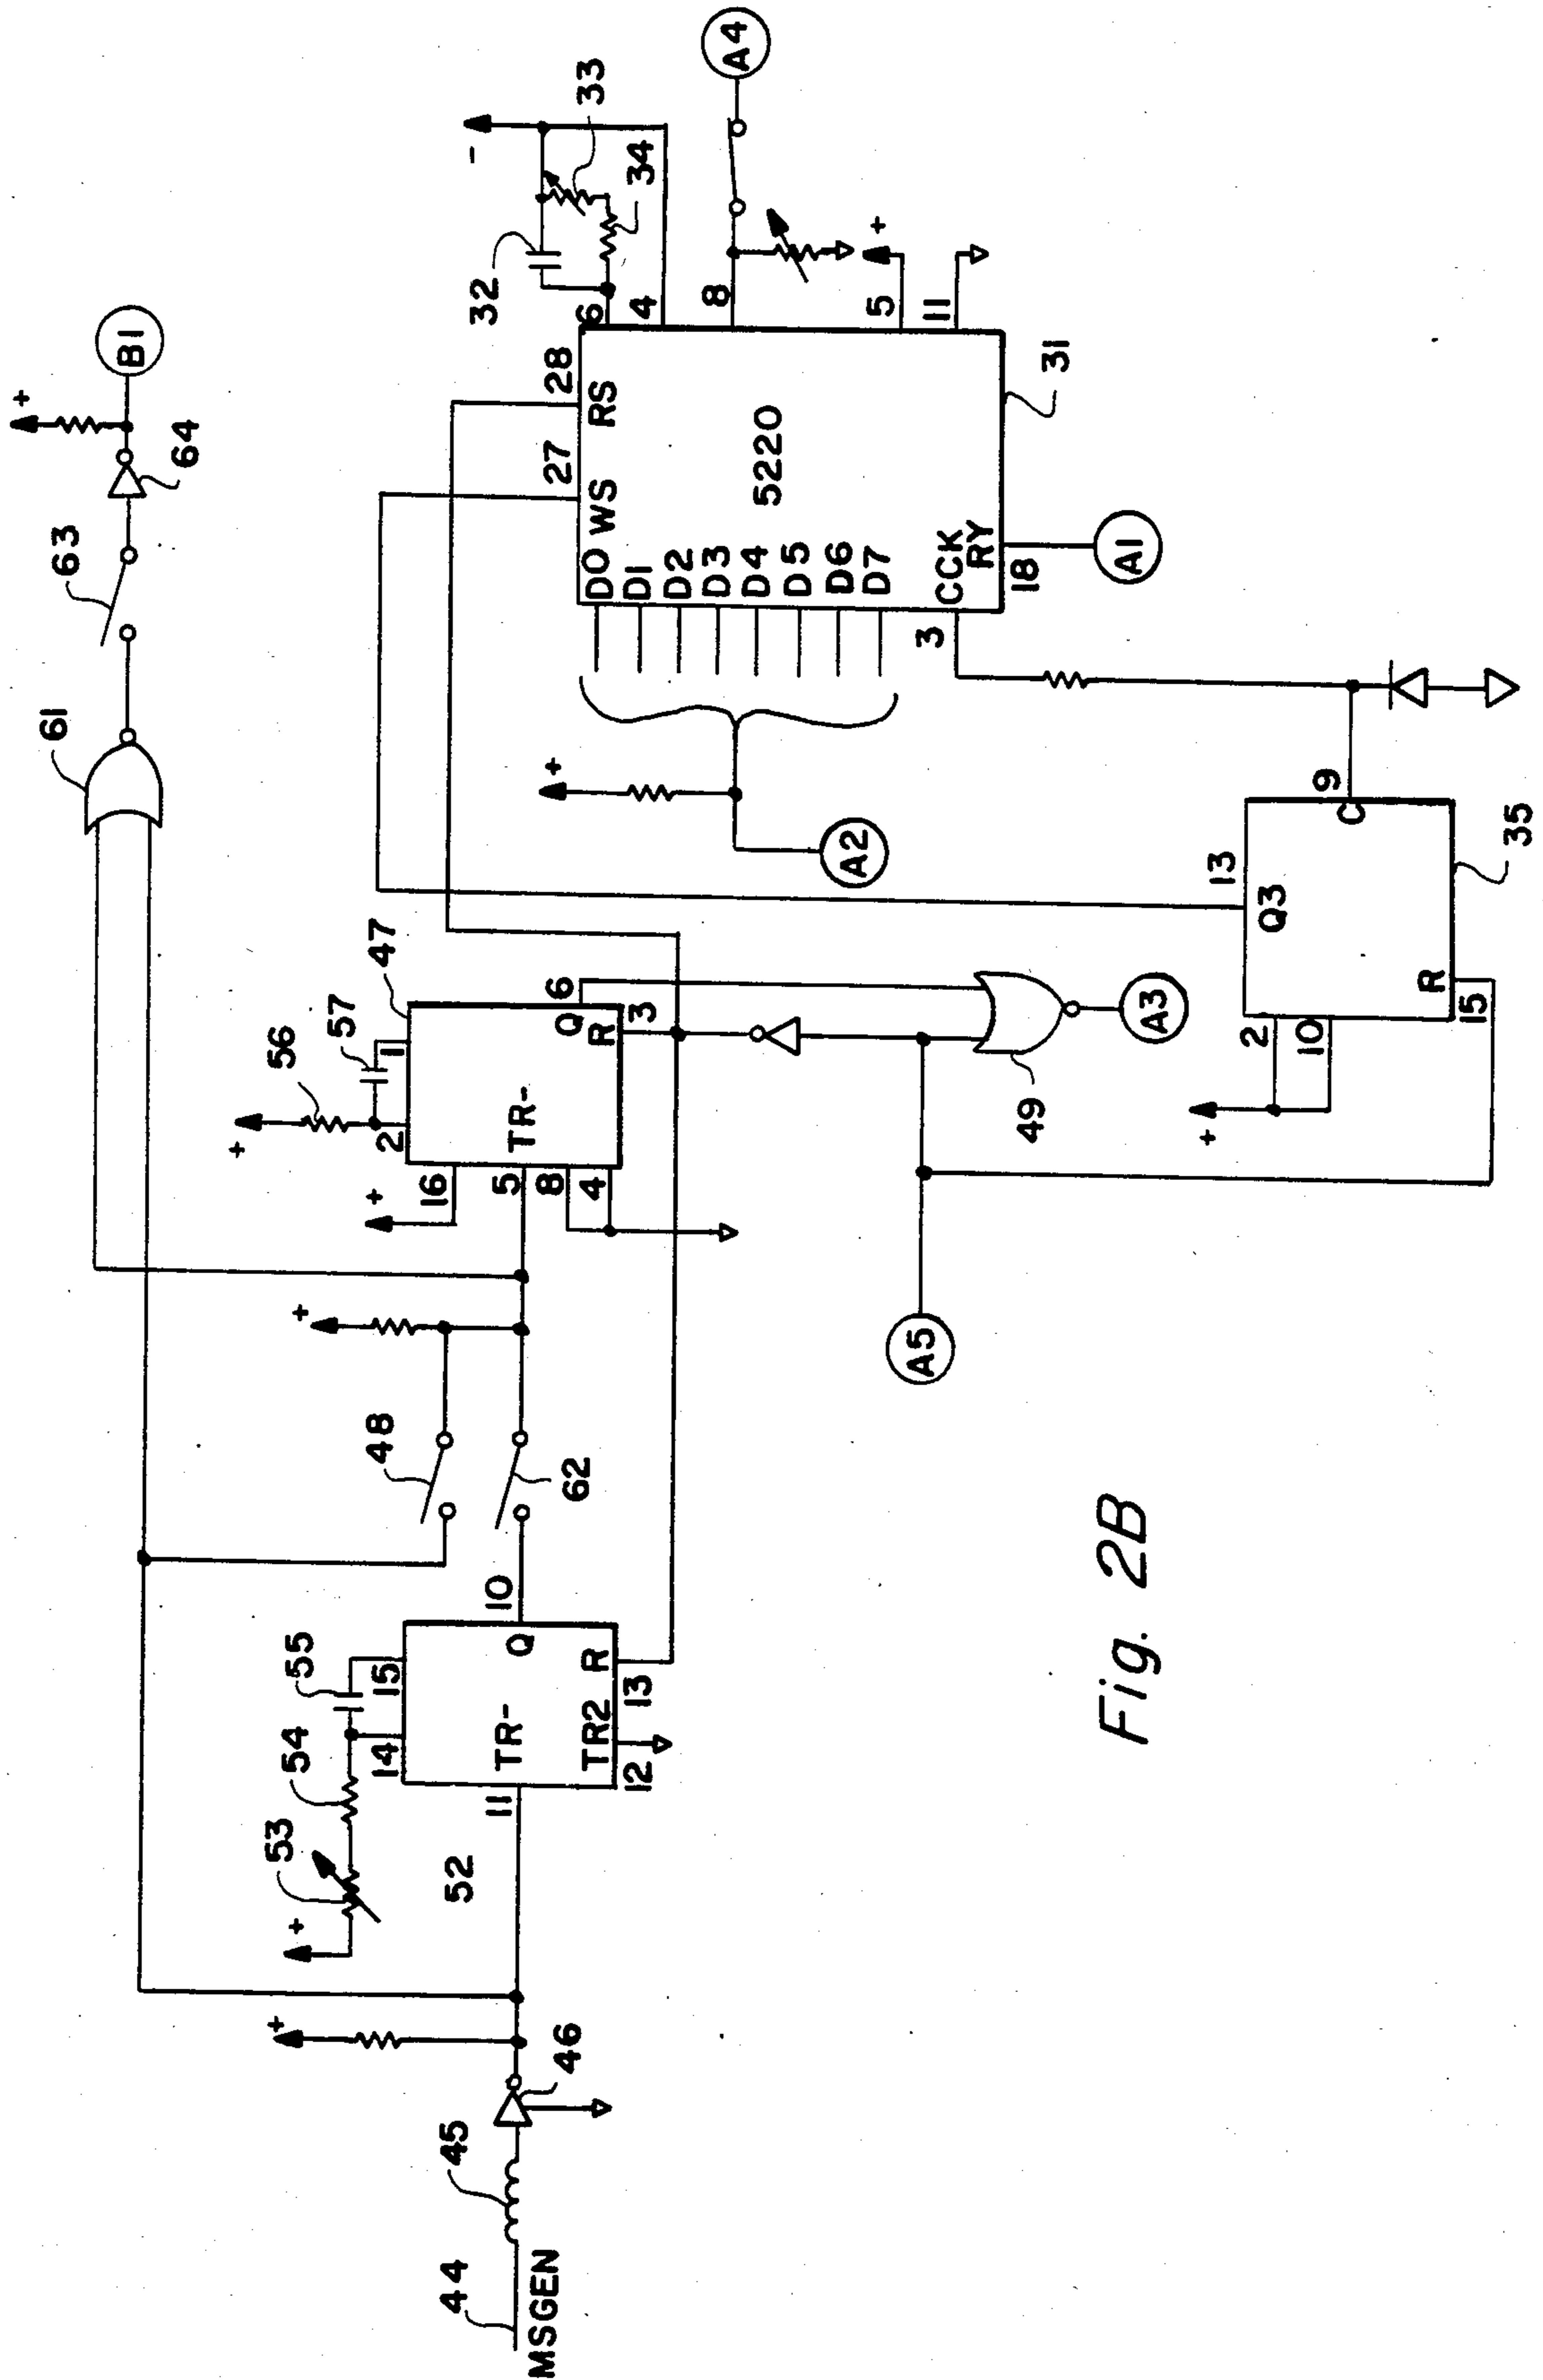 44
MSGEN
45
46
+
52
53
+
54
55
14
15
11
TR-
Q
10
TR2
R
12
13
48
62
+
+
16
5
8
4
56
+
57
2
1
47
TR-
Q
6
R
3
A5
49
A3
61
63
64
+
B1
+
A2
D0
D1
D2
D3
D4
D5
D6
D7
WS
27
RS
28
5220
CCK
3
RY
18
A1
31
6
4
8
5
11
32
33
34
-
+
A4
+
2
10
Q3
13
C
9
R
15
35
Fig. 2B